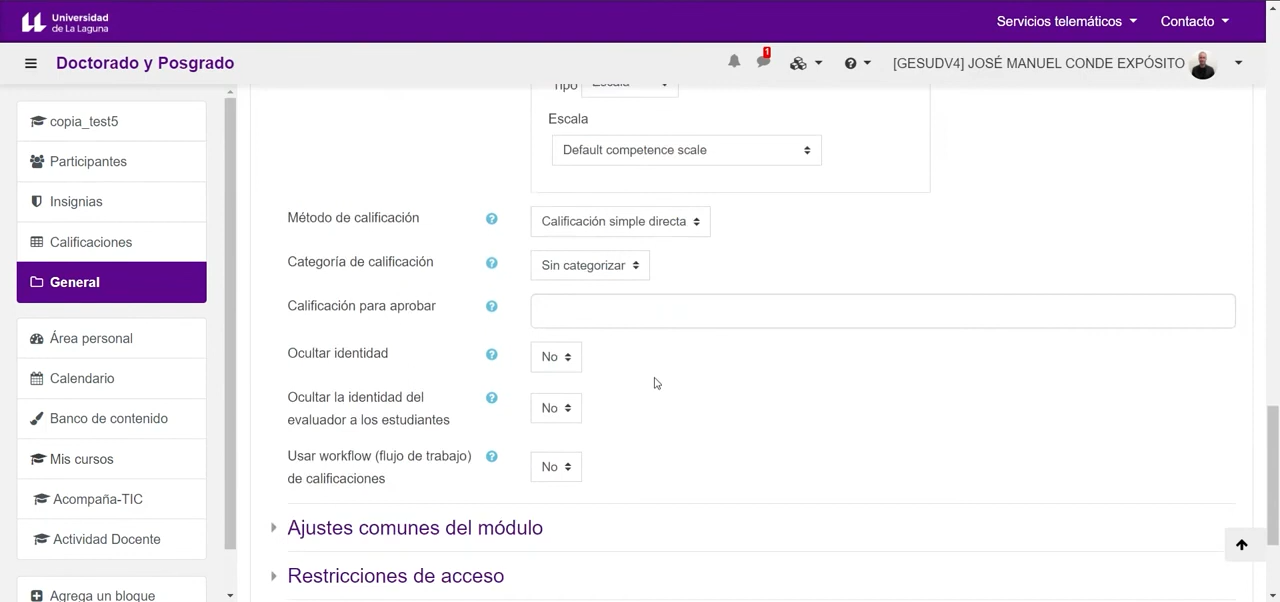 Universidad
de La Laguna
Servicios telemáticos
Contacto
Doctorado y Posgrado
1
[GESUDV4] JOSÉ MANUEL CONDE EXPÓSITO
copia_test5
Participantes
Insignias
Calificaciones
General
Área personal
Calendario
Banco de contenido
Mis cursos
Acompaña-TIC
Actividad Docente
Agrega un bloque
Tipo Escala
Escala
Default competence scale
Método de calificación
Calificación simple directa
Categoría de calificación
Sin categorizar
Calificación para aprobar
Ocultar identidad
No
Ocultar la identidad del
evaluador a los estudiantes
No
Usar workflow (flujo de trabajo)
de calificaciones
No
Ajustes comunes del módulo
Restricciones de acceso